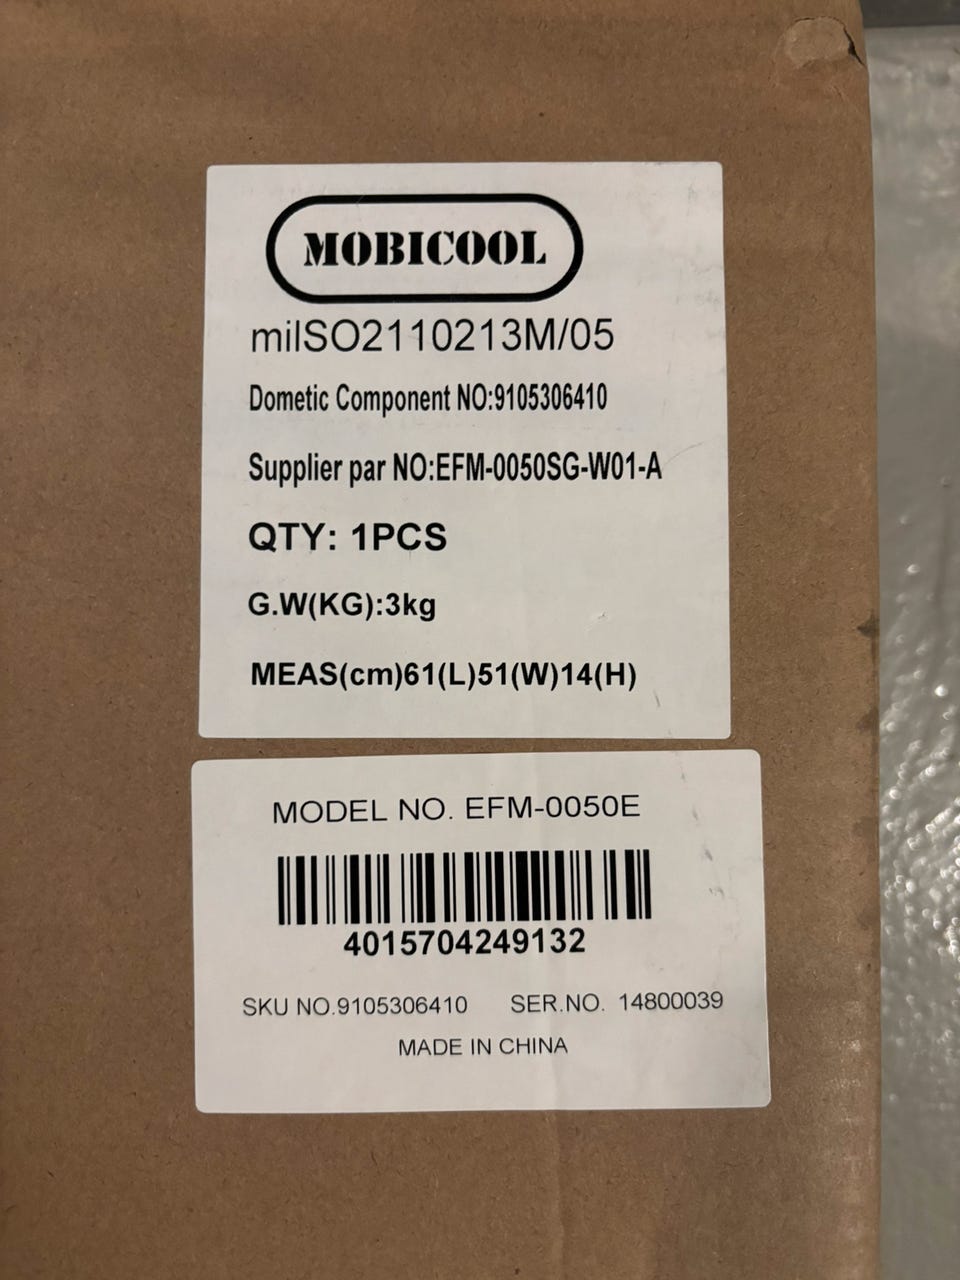 MOBICOOL
milSO2110213M/05
Dometic Component NO:9105306410
Supplier par NO:EFM-0050SG-W01-A
QTY: 1PCS
G.W(KG):3kg
MEAS(cm)61(L)51(W)14(H)
MODEL NO. EFM-0050E
4015704249132
SKU NO.9105306410 SER.NO. 14800039
MADE IN CHINA